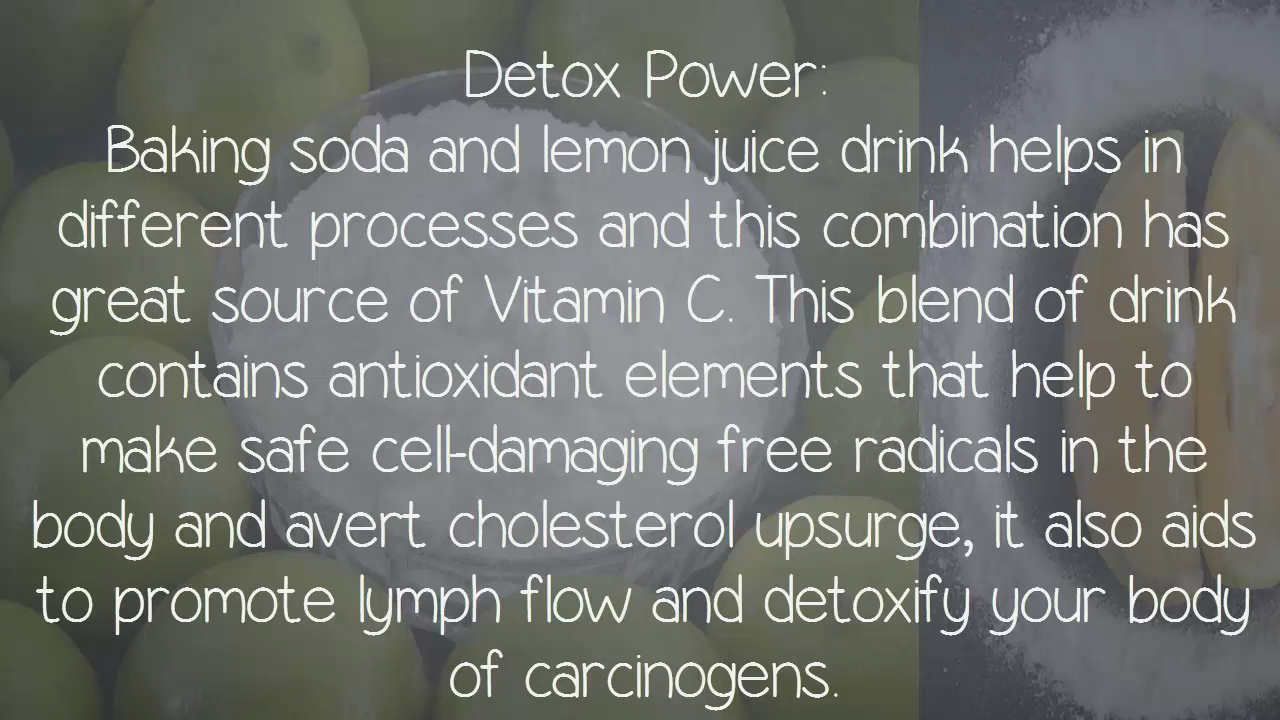 Detox Power:
Baking soda and lemon juice drink helps in
different processes and this combination has
great source of Vitamin C. This blend of drink
contains antioxidant elements that help to
make safe cell-damaging free radicals in the
body and avert cholesterol upsurge, it also aids
to promote lymph flow and detoxify your body
of carcinogens.